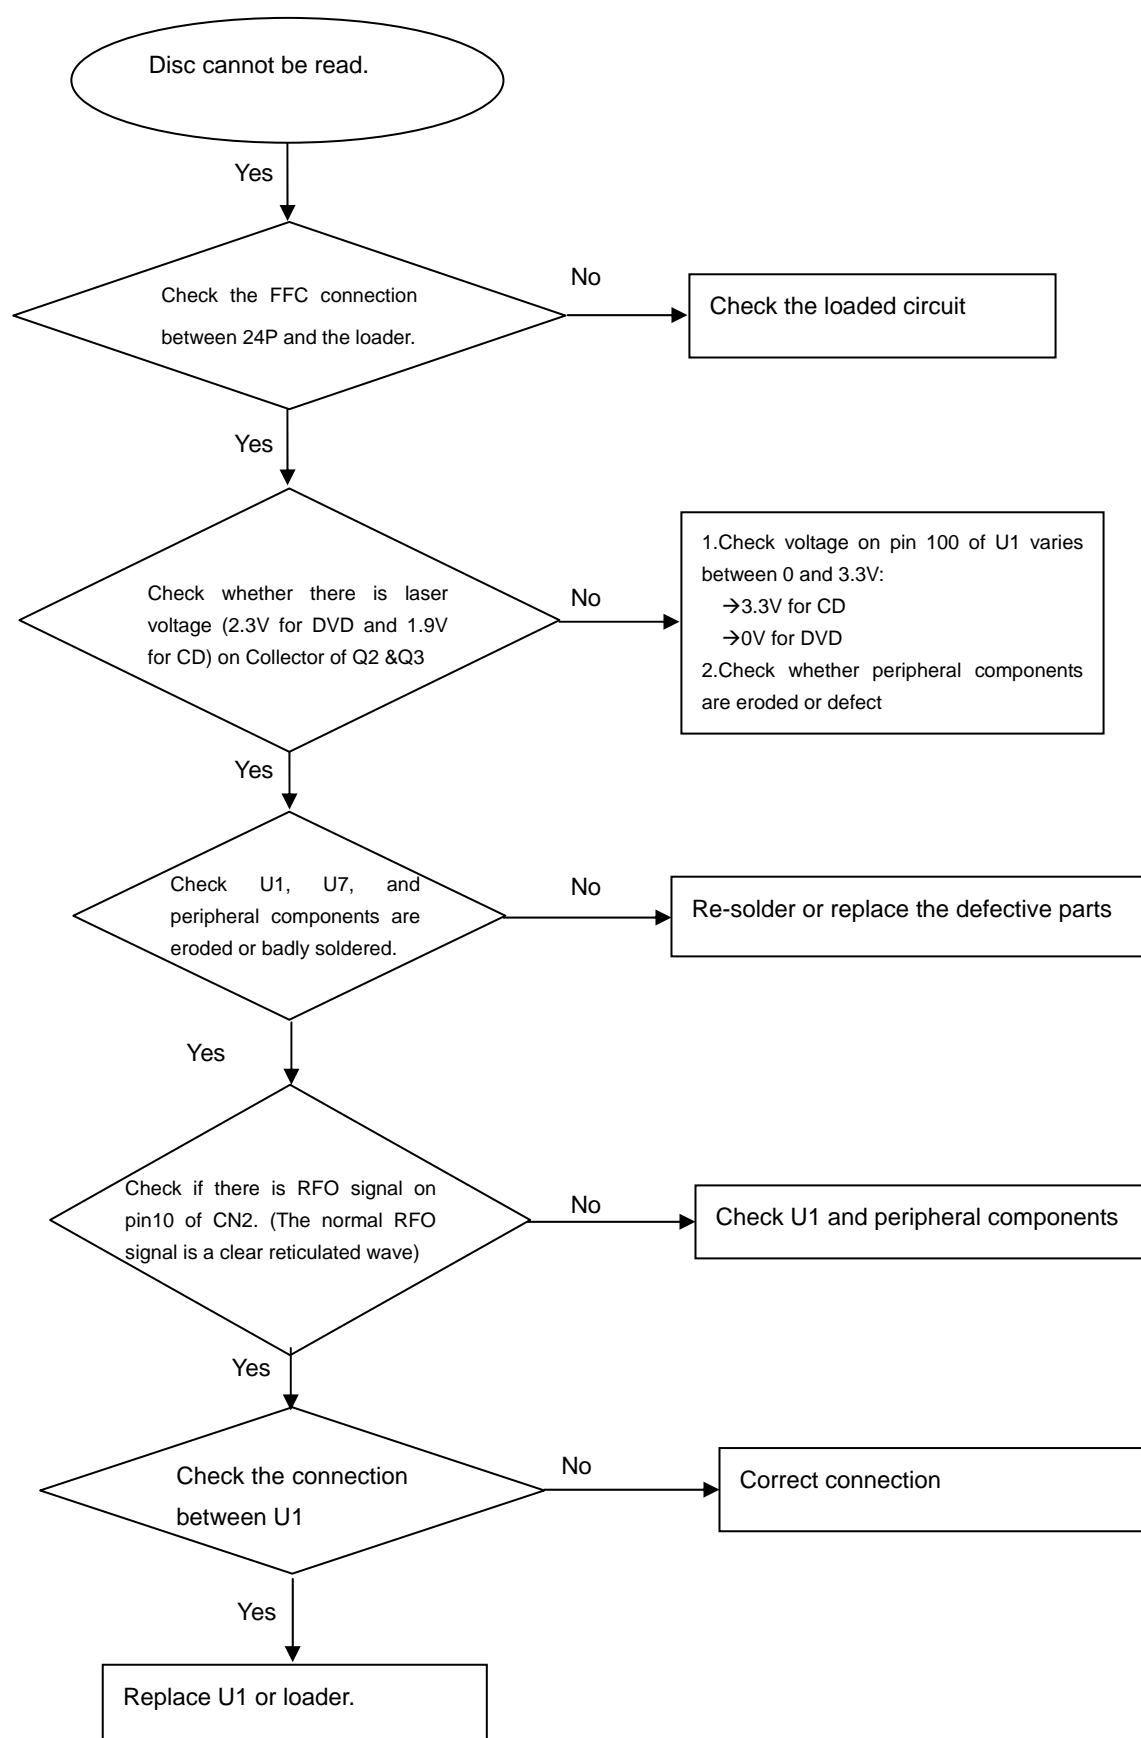 Disc cannot be read.
Yes
Check the FFC connection
between 24P and the loader.
No
Check the loaded circuit
Yes
Check whether there is laser
voltage (2.3V for DVD and 1.9V
for CD) on Collector of Q2 &Q3
No
1.Check voltage on pin 100 of U1 varies
between 0 and 3.3V:
→3.3V for CD
→0V for DVD
2.Check whether peripheral components
are eroded or defect
Yes
Check U1, U7, and
peripheral components are
eroded or badly soldered.
No
Re-solder or replace the defective parts
Yes
Check if there is RFO signal on
pin10 of CN2. (The normal RFO
signal is a clear reticulated wave)
No
Check U1 and peripheral components
Yes
Check the connection
between U1
No
Correct connection
Yes
Replace U1 or loader.